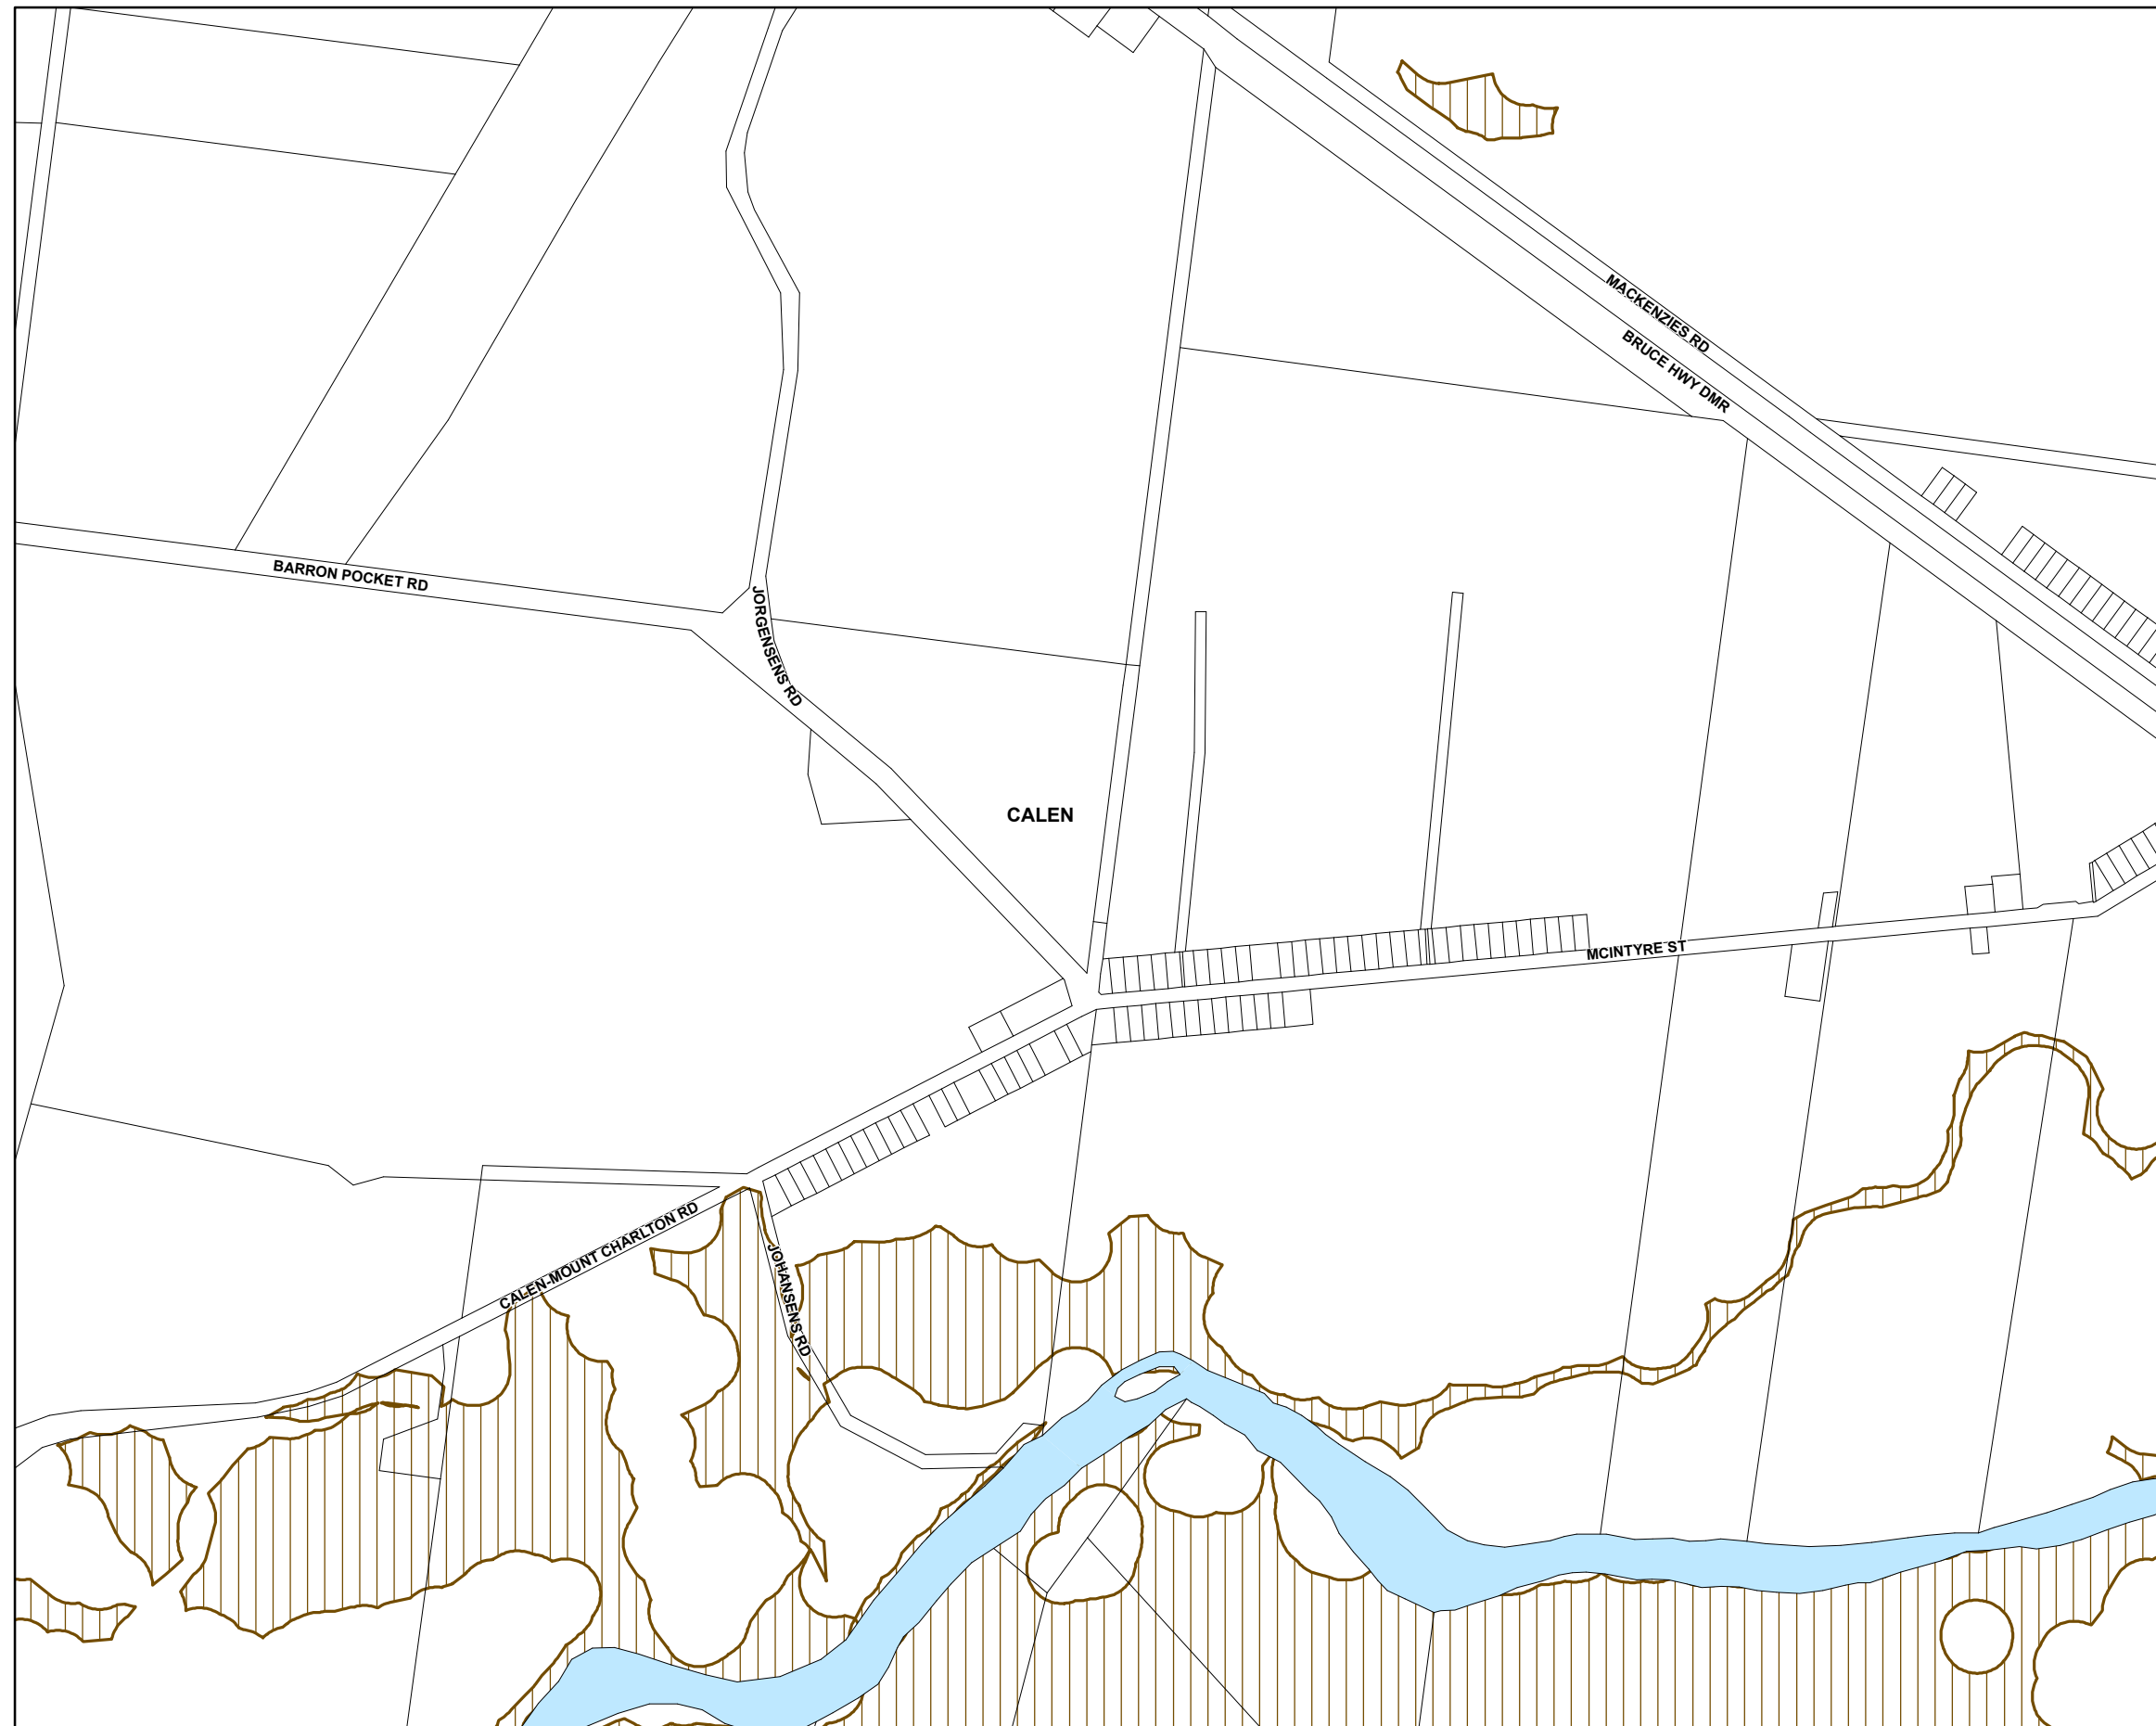 MACKENZIES RD
BRUCE HWY DMR
BARRON POCKET RD
JORGENSENS RD
CALEN
MCINTYRE ST
CALEN-MOUNT CHARLTON RD
JOHANSENS RD